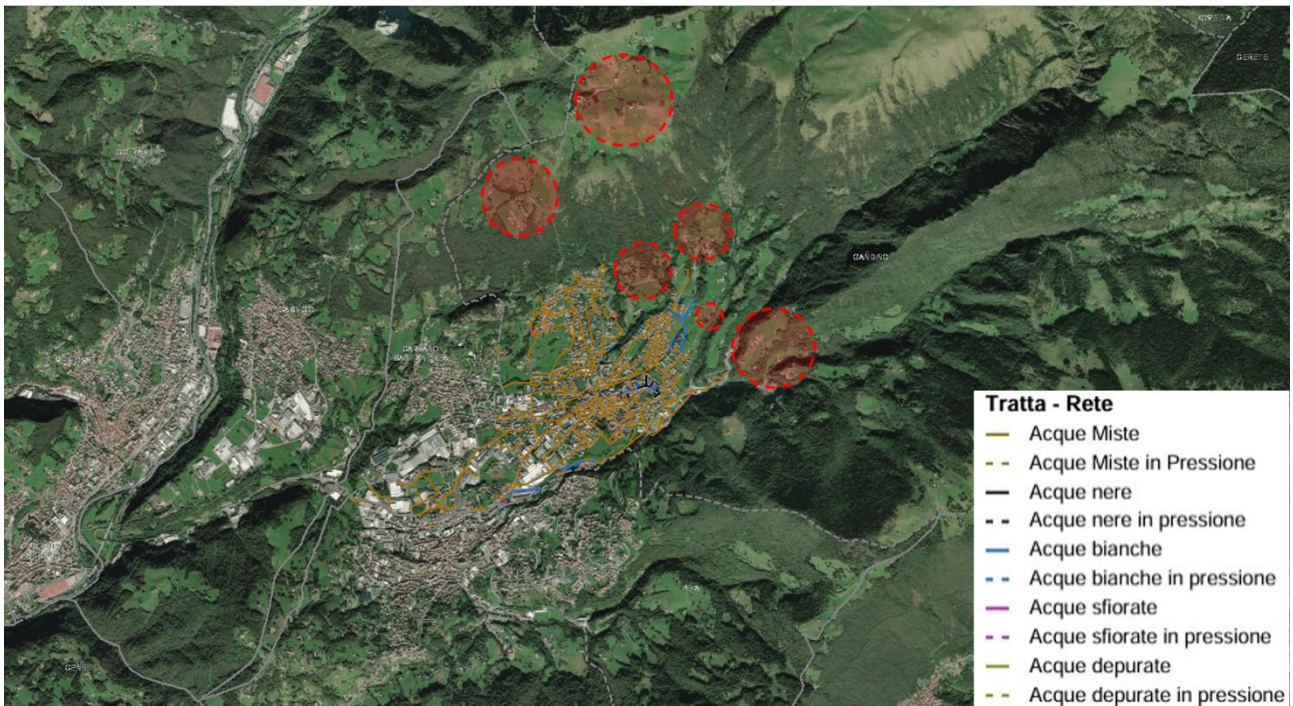 GERETE
GANDINO
Tratta - Rete
Acque Miste
Acque Miste in Pressione
Acque nere
Acque nere in pressione
Acque bianche
Acque bianche in pressione
Acque sfiorate
Acque sfiorate in pressione
Acque depurate
Acque depurate in pressione